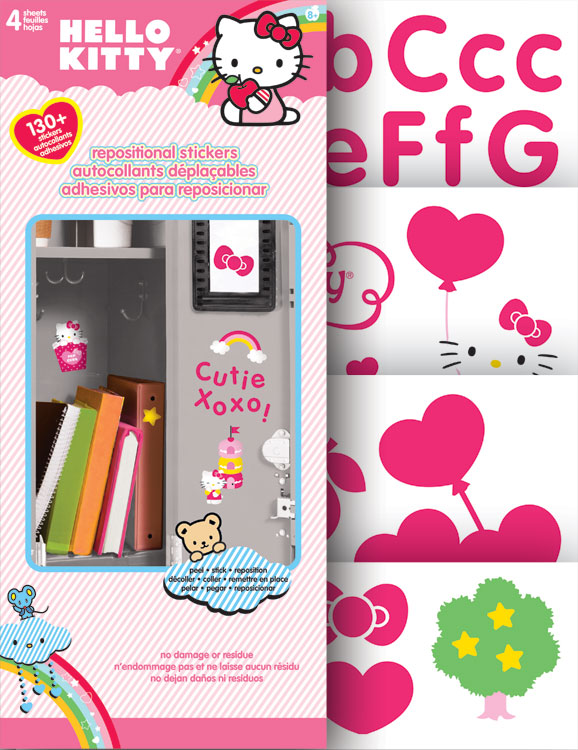 4 sheets
feuilles
hojas
HELLO
KITTY®
8+
130+
stickers
autocollants
adhesivos
repositional stickers
autocollants déplaçables
adhesivos para reposicionar
Cutie
Xoxo!
peel • stick • reposition
décoller • coller • remettre en place
pelar • pegar • reposicionar
no damage or residue
n'endommage pas et ne laisse aucun résidu
no dejan daños ni residuos
b C c c
e F f G
y®